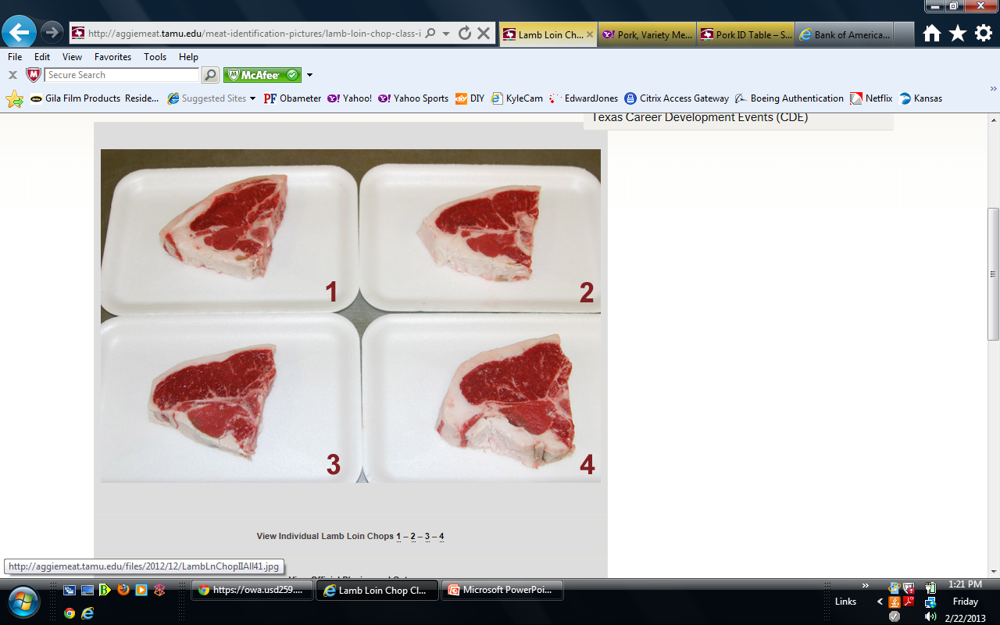 http://aggiemeat.tamu.edu/meat-identification-pictures/lamb-loin-chop-class-i
Lamb Loin Ch...
Pork, Variety Me...
Pork ID Table – S...
Bank of America...
File Edit View Favorites Tools Help
Secure Search McAfee
Gila Film Products Reside... Suggested Sites PF Obameter Yahoo! Yahoo Sports diy DIY KyleCam EdwardJones Citrix Access Gateway Boeing Authentication Netflix Kansas
Texas Career Development Events (CDE)
1
2
3
4
View Individual Lamb Loin Chops 1 – 2 – 3 – 4
http://aggiemeat.tamu.edu/files/2012/12/LambLnChopIIAll41.jpg
https://owa.usd259.... Lamb Loin Chop Cl... Microsoft PowerPoi...
Links
1:21 PM
Friday
2/22/2013